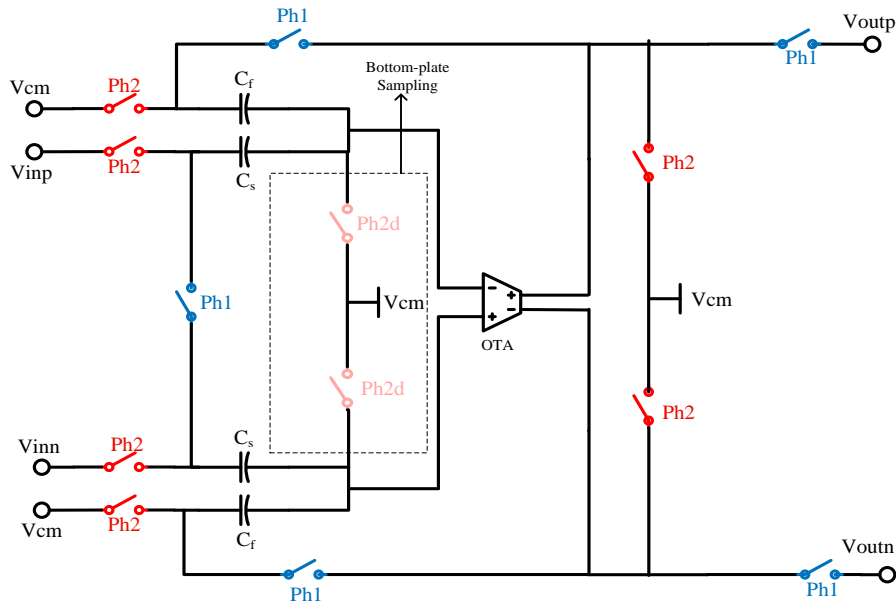 Ph1
Voutp
Ph1
Bottom-plate
Sampling
Vcm
Ph2
Cf
Vinp
Ph2
Cs
Ph2
Ph2d
Ph1
Vcm
- +
+ -
OTA
Vcm
Ph2d
Ph2
Vinn
Ph2
Cs
Vcm
Ph2
Cf
Ph1
Voutn
Ph1